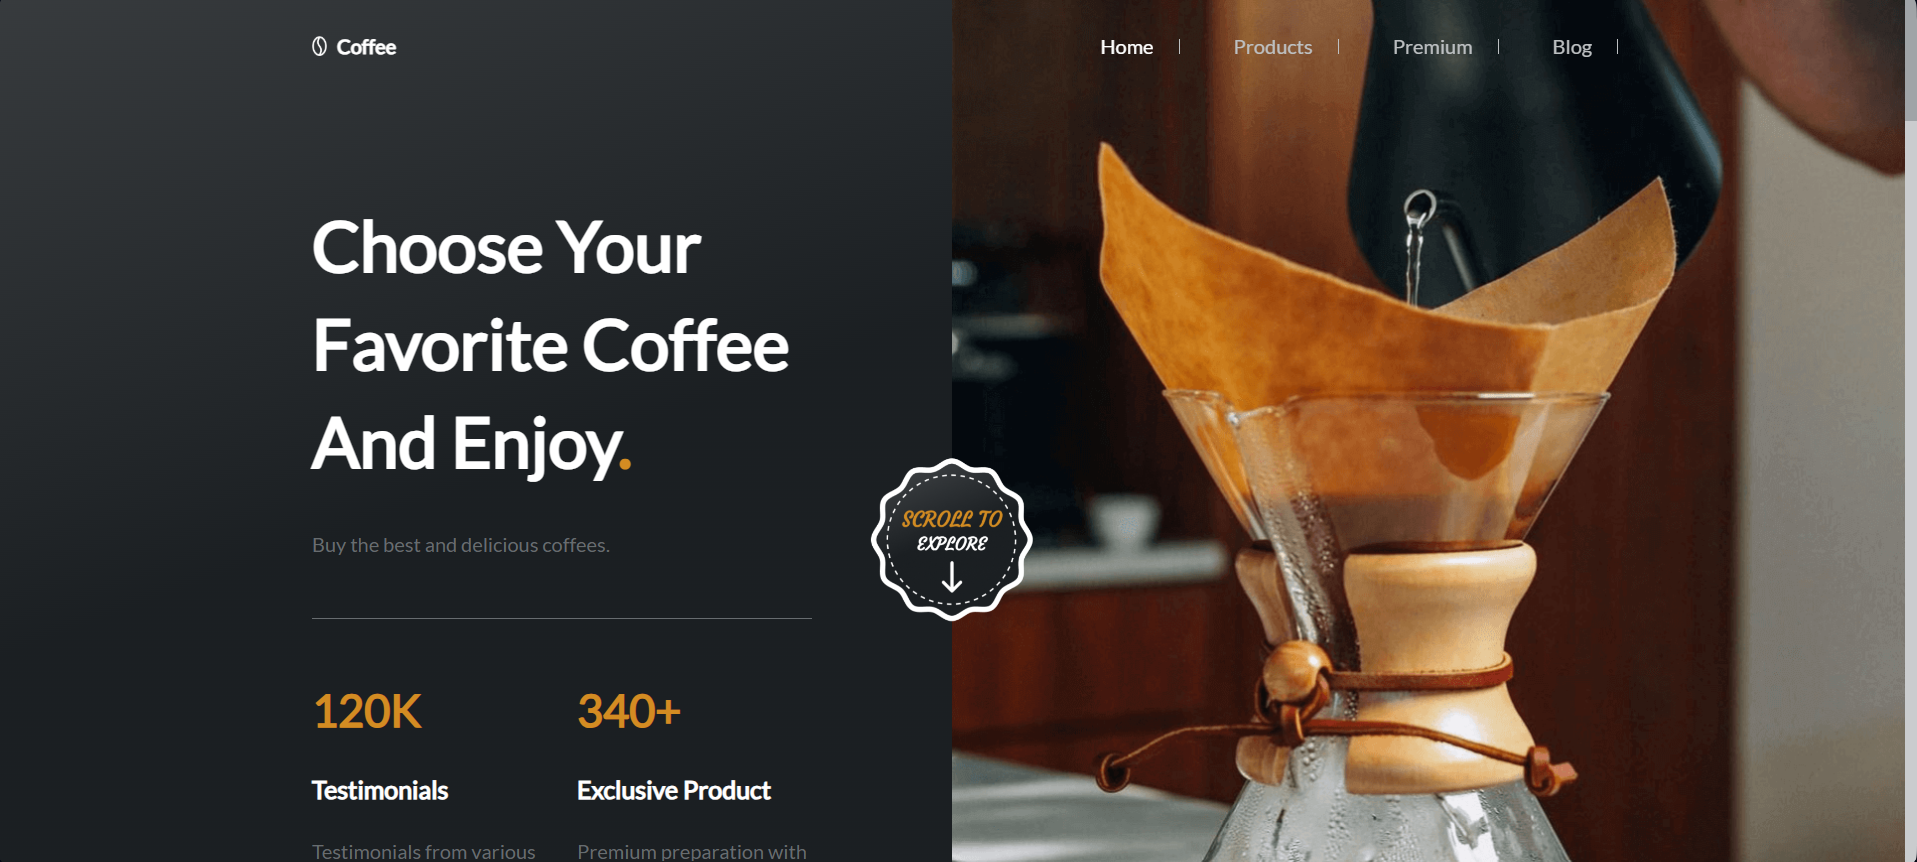 Coffee
Home
Products
Premium
Blog
Choose Your
Favorite Coffee
And Enjoy.
Buy the best and delicious coffees.
SCROLL TO
EXPLORE
120K
340+
Testimonials
Exclusive Product
Testimonials from various
Premium preparation with